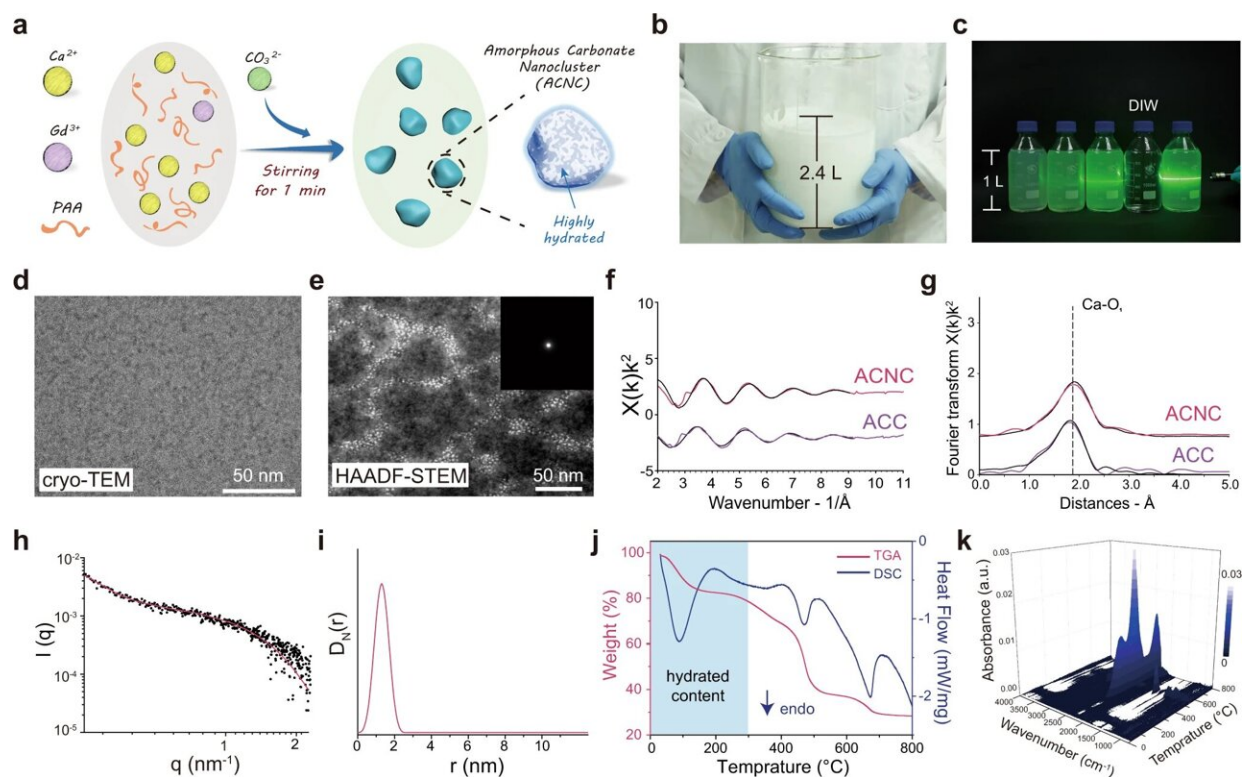 a
Ca²⁺
Gd³⁺
PAA
CO₃²⁻
Stirring
for 1 min
Amorphous Carbonate
Nanocluster
(ACNC)
Highly
hydrated
b
2.4 L
c
DIW
1 L
d
cryo-TEM
50 nm
e
HAADF-STEM
50 nm
f
X(k)k²
10
5
0
-5
ACNC
ACC
2 3 4 5 6 7 8 9 10 11
Wavenumber - 1/Å
g
Fourier transform X(k)k²
3
2
1
0
Ca-O,
ACNC
ACC
0.0 1.0 2.0 3.0 4.0 5.0
Distances - Å
h
I (q)
10⁻²
10⁻³
10⁻⁴
10⁻⁵
1 2
q (nm⁻¹)
i
D_N(r)
0 2 4 6 8 10
r (nm)
j
Weight (%)
100
80
60
40
20
TGA
DSC
hydrated
content
endo
0
-1
-2
Heat Flow (mW/mg)
0 200 400 600 800
Temprature (°C)
k
Absorbance (a.u.)
0.03
0.02
0.01
0.00
0.03
0
4000 3500 3000 2500 2000 1500 1000
Wavenumber (cm⁻¹)
0 200 400 600 800
Temprature (°C)